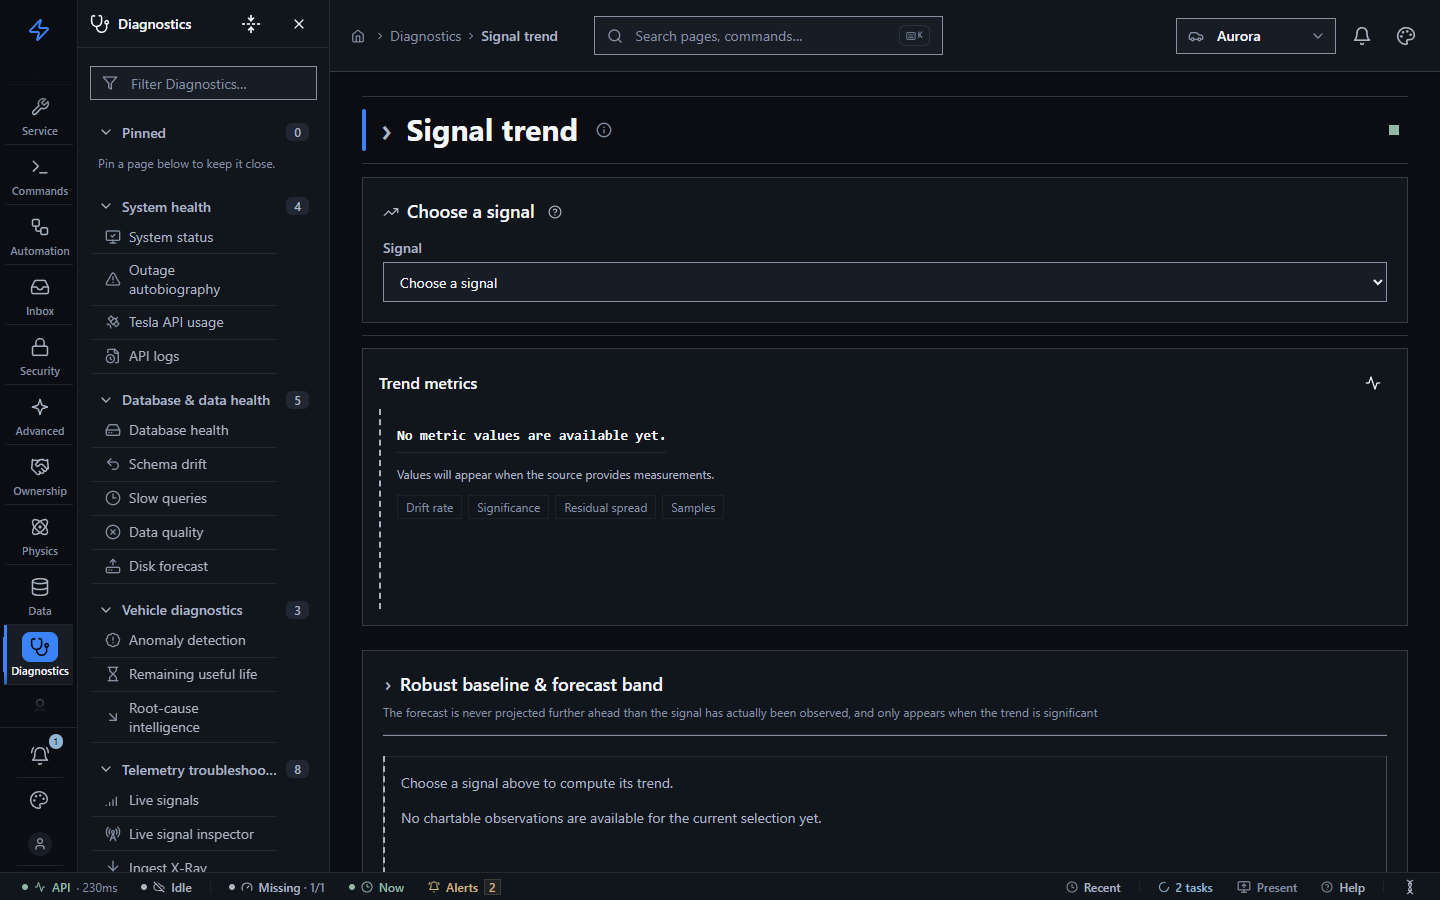 Diagnostics
Diagnostics
Signal trend
Search pages, commands...
K
Aurora
Filter Diagnostics...
Service
Commands
Automation
Inbox
Security
Advanced
Ownership
Physics
Data
Diagnostics
1
Pinned
0
Pin a page below to keep it close.
System health
4
System status
Outage
autobiography
Tesla API usage
API logs
Database & data health
5
Database health
Schema drift
Slow queries
Data quality
Disk forecast
Vehicle diagnostics
3
Anomaly detection
Remaining useful life
Root-cause
intelligence
Telemetry troubleshoo...
8
Live signals
Live signal inspector
Ingest X-Ray
Signal trend
Choose a signal
Signal
Choose a signal
Trend metrics
No metric values are available yet.
Values will appear when the source provides measurements.
Drift rate
Significance
Residual spread
Samples
Robust baseline & forecast band
The forecast is never projected further ahead than the signal has actually been observed, and only appears when the trend is significant
Choose a signal above to compute its trend.
No chartable observations are available for the current selection yet.
API · 230ms
Idle
Missing · 1/1
Now
Alerts 2
Recent
2 tasks
Present
Help